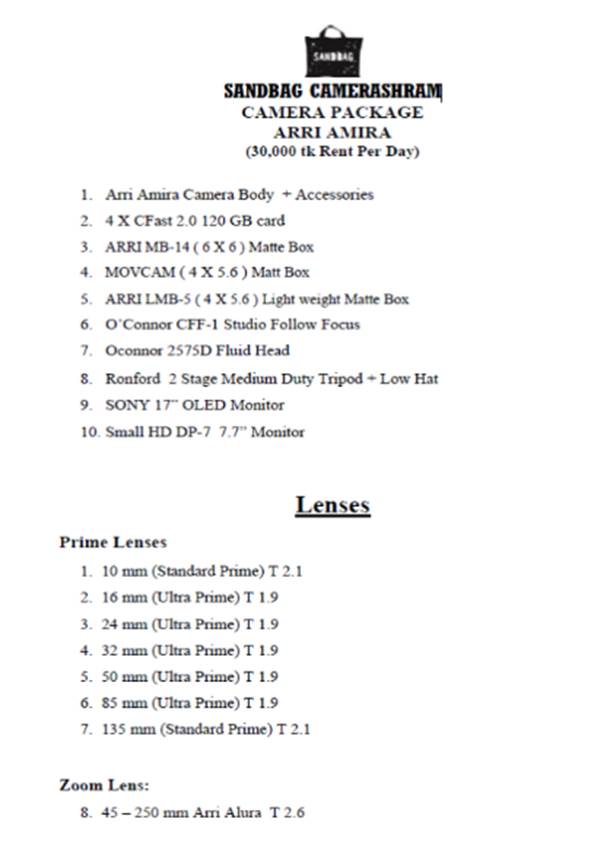 SANDBAG
SANDBAG CAMERASHRAM
CAMERA PACKAGE
ARRI AMIRA
(30,000 tk Rent Per Day)
1. Arri Amira Camera Body + Accessories
2. 4 X CFast 2.0 120 GB card
3. ARRI MB-14 ( 6 X 6 ) Matte Box
4. MOVCAM ( 4 X 5.6 ) Matt Box
5. ARRI LMB-5 ( 4 X 5.6 ) Light weight Matte Box
6. O'Connor CFF-1 Studio Follow Focus
7. Oconnor 2575D Fluid Head
8. Ronford 2 Stage Medium Duty Tripod + Low Hat
9. SONY 17" OLED Monitor
10. Small HD DP-7 7.7" Monitor
Lenses
Prime Lenses
1. 10 mm (Standard Prime) T 2.1
2. 16 mm (Ultra Prime) T 1.9
3. 24 mm (Ultra Prime) T 1.9
4. 32 mm (Ultra Prime) T 1.9
5. 50 mm (Ultra Prime) T 1.9
6. 85 mm (Ultra Prime) T 1.9
7. 135 mm (Standard Prime) T 2.1
Zoom Lens:
8. 45 – 250 mm Arri Alura T 2.6